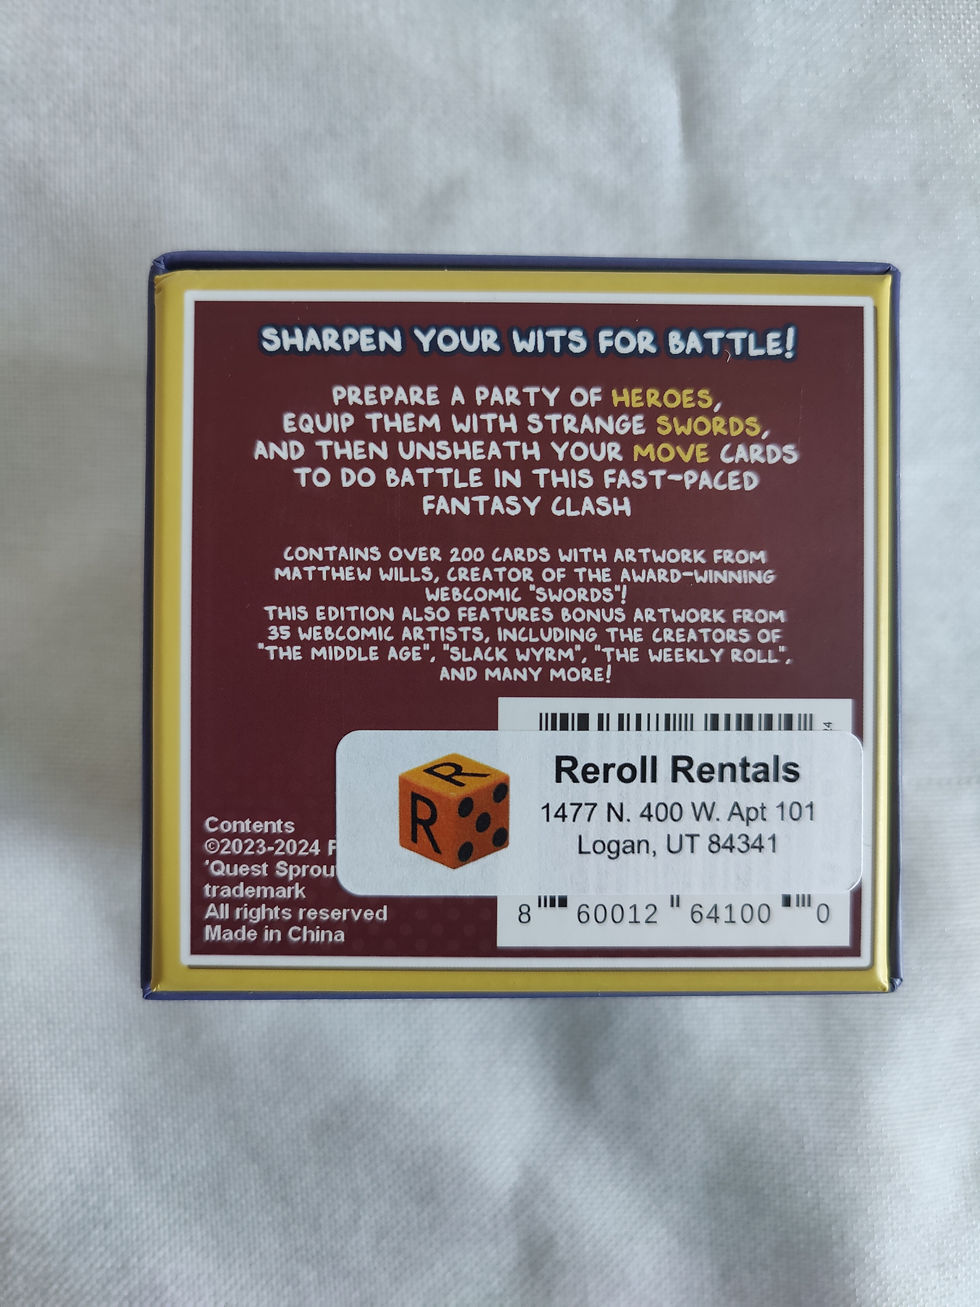 SHARPEN YOUR WITS FOR BATTLE!
PREPARE A PARTY OF HEROES,
EQUIP THEM WITH STRANGE SWORDS,
AND THEN UNSHEATH YOUR MOVE CARDS
TO DO BATTLE IN THIS FAST-PACED
FANTASY CLASH
CONTAINS OVER 200 CARDS WITH ARTWORK FROM
MATTHEW WILLS, CREATOR OF THE AWARD-WINNING
WEBCOMIC "SWORDS"!
THIS EDITION ALSO FEATURES BONUS ARTWORK FROM
35 WEBCOMIC ARTISTS, INCLUDING THE CREATORS OF
"THE MIDDLE AGE", "SLACK WYRM", "THE WEEKLY ROLL",
AND MANY MORE!
R
R
Reroll Rentals
1477 N. 400 W. Apt 101
Logan, UT 84341
Contents
©2023-2024
'Quest
trademark
All rights reserved
Made in China
8 60012 64100 0